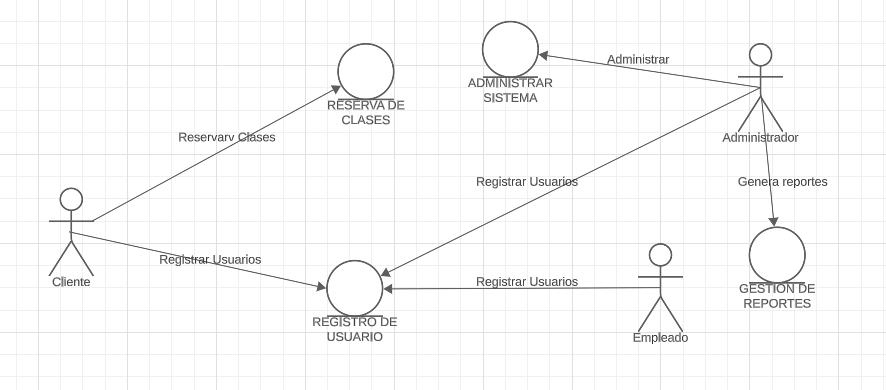 Administrar
ADMINISTRAR
SISTEMA
RESERVA DE
CLASES
Reservarv Clases
Administrador
Registrar Usuarios
Genera reportes
Registrar Usuarios
Cliente
Registrar Usuarios
GESTION DE
REPORTES
REGISTRO DE
USUARIO
Empleado